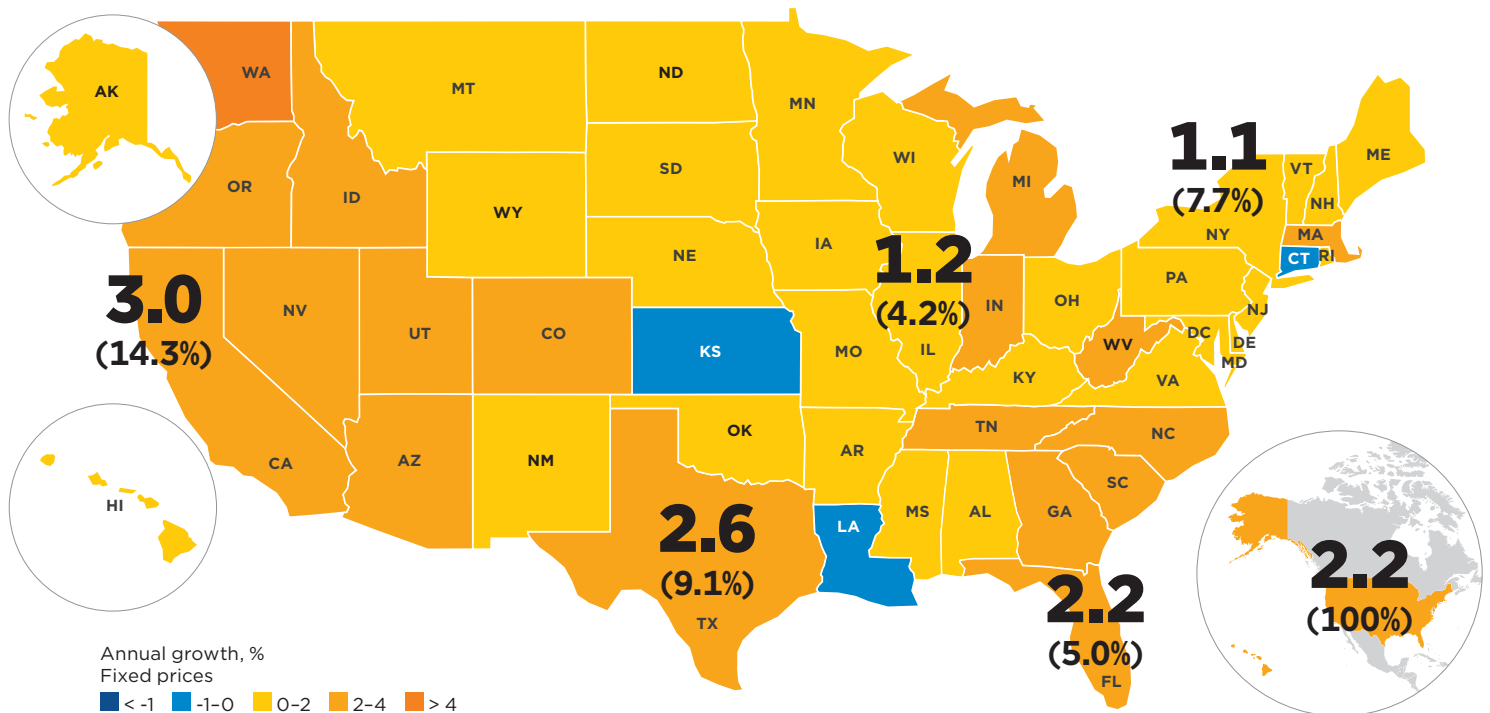 WA
AK
MT
ND
MN
OR
ID
WY
SD
WI
MI
1.1
(7.7%)
VT
NH
ME
NY
MA
CT
RI
3.0
(14.3%)
NV
UT
CO
NE
IA
1.2
(4.2%)
IL
IN
OH
PA
NJ
DC
DE
MD
KS
MO
KY
WV
VA
CA
AZ
NM
OK
AR
TN
NC
SC
HI
2.6
(9.1%)
TX
LA
MS
AL
GA
2.2
(5.0%)
FL
2.2
(100%)
Annual growth, %
Fixed prices
< -1 -1–0 0–2 2–4 > 4